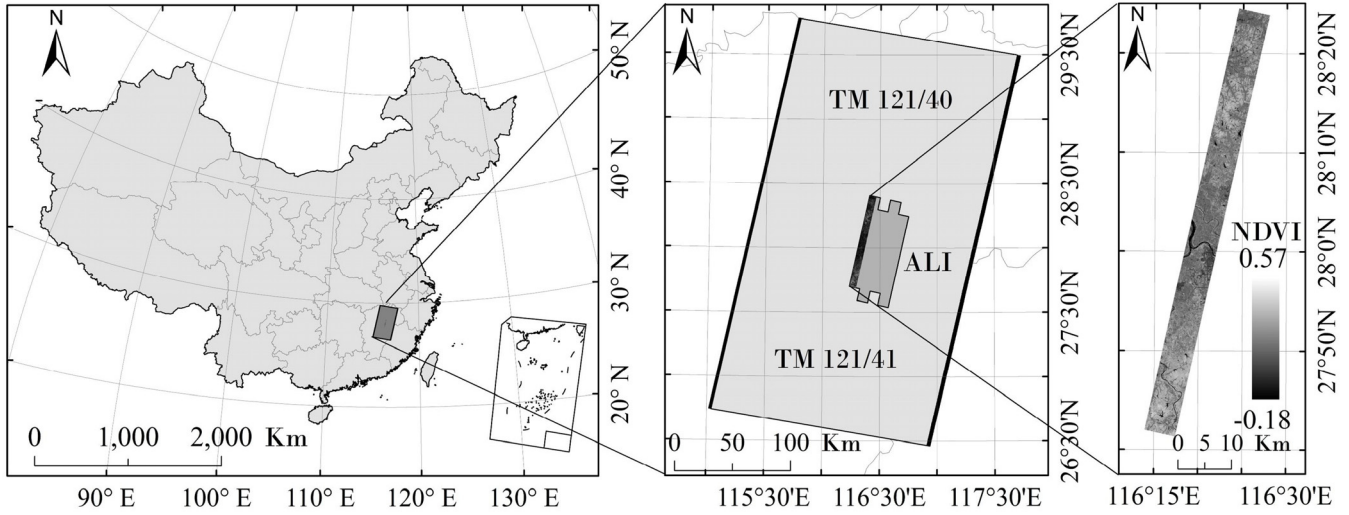 N
50° N
40° N
30° N
20° N
0 1,000 2,000 Km
90° E 100° E 110° E 120° E 130° E
N
TM 121/40
ALI
TM 121/41
0 50 100 Km
29°30'N
28°30'N
27°30'N
26°30'N
115°30'E 116°30'E 117°30'E
N
NDVI
0.57
-0.18
0 5 10 Km
28°20'N
28°10'N
28°0'N
27°50'N
116°15'E 116°30'E